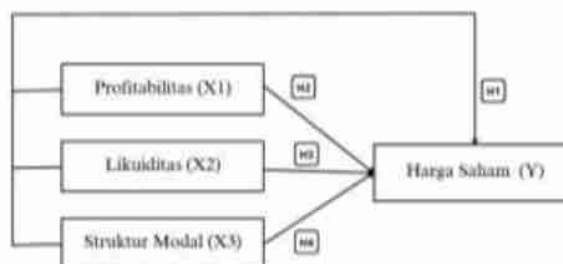 Profitabilitas (X1)
H2
H1
Likuiditas (X2)
H3
Harga Saham (Y)
Struktur Modal (X3)
H4